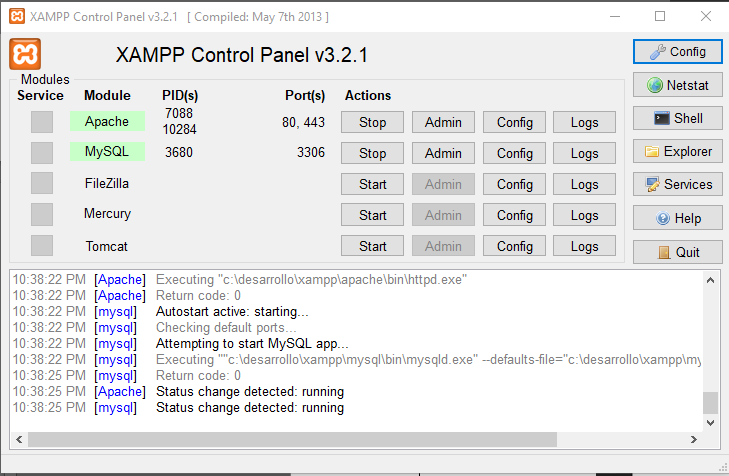 XAMPP Control Panel v3.2.1 [ Compiled: May 7th 2013 ]
XAMPP Control Panel v3.2.1
Config
Modules
Service Module PID(s) Port(s) Actions
Apache 7088 10284 80, 443 Stop Admin Config Logs
MySQL 3680 3306 Stop Admin Config Logs
FileZilla Start Admin Config Logs
Mercury Start Admin Config Logs
Tomcat Start Admin Config Logs
Netstat
Shell
Explorer
Services
Help
Quit
10:38:22 PM [Apache] Executing "c:\desarrollo\xampp\apache\bin\httpd.exe"
10:38:22 PM [Apache] Return code: 0
10:38:22 PM [mysql] Autostart active: starting...
10:38:22 PM [mysql] Checking default ports...
10:38:22 PM [mysql] Attempting to start MySQL app...
10:38:22 PM [mysql] Executing ""c:\desarrollo\xampp\mysql\bin\mysqld.exe" --defaults-file="c:\desarrollo\xampp\my
10:38:25 PM [mysql] Return code: 0
10:38:25 PM [Apache] Status change detected: running
10:38:25 PM [mysql] Status change detected: running